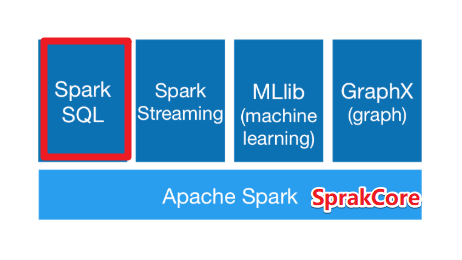 Spark
SQL
Spark
Streaming
MLlib
(machine
learning)
GraphX
(graph)
Apache Spark SprakCore